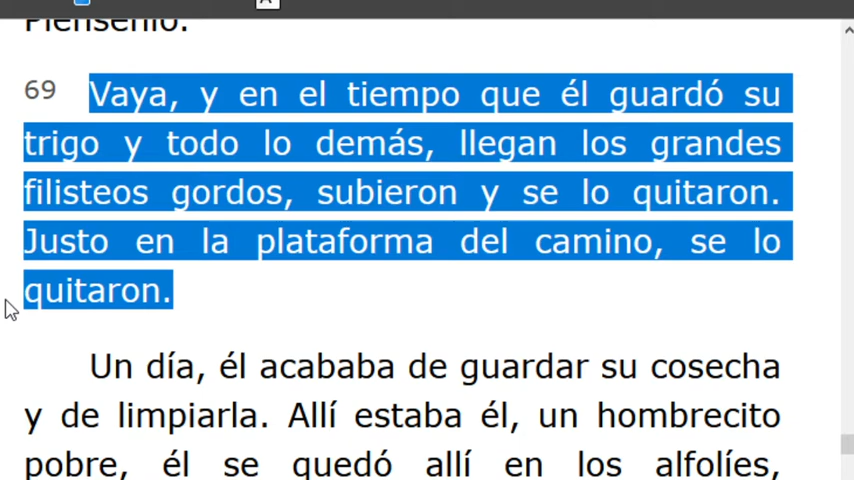 Piénsenlo.
69 Vaya, y en el tiempo que él guardó su
trigo y todo lo demás, llegan los grandes
filisteos gordos, subieron y se lo quitaron.
Justo en la plataforma del camino, se lo
quitaron.
Un día, él acababa de guardar su cosecha
y de limpiarla. Allí estaba él, un hombrecito
pobre, él se quedó allí en los alfolíes,